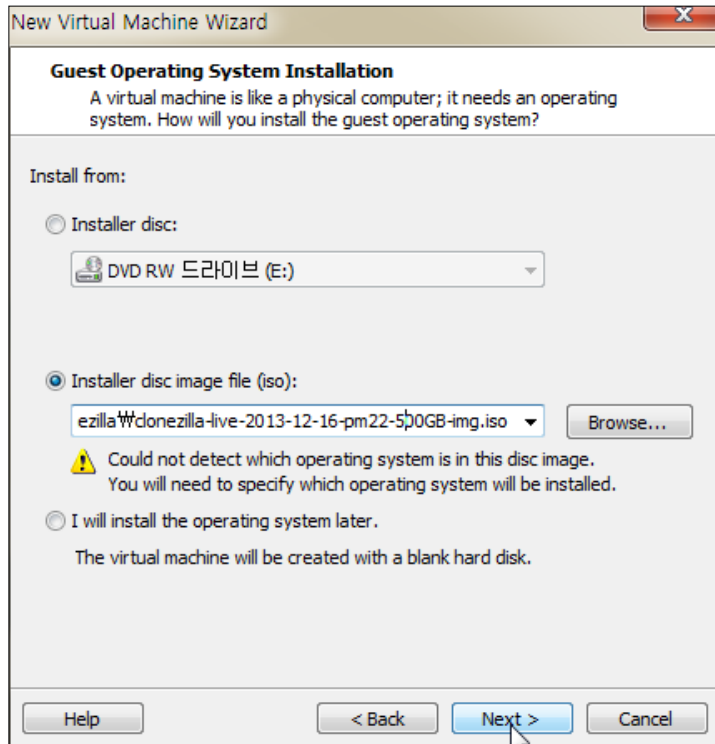 New Virtual Machine Wizard
Guest Operating System Installation
A virtual machine is like a physical computer; it needs an operating
system. How will you install the guest operating system?
Install from:
Installer disc:
DVD RW 드라이브 (E:)
Installer disc image file (iso):
ezilla₩clonezilla-live-2013-12-16-pm22-500GB-img.iso
Browse...
Could not detect which operating system is in this disc image.
You will need to specify which operating system will be installed.
I will install the operating system later.
The virtual machine will be created with a blank hard disk.
Help
< Back
Next >
Cancel